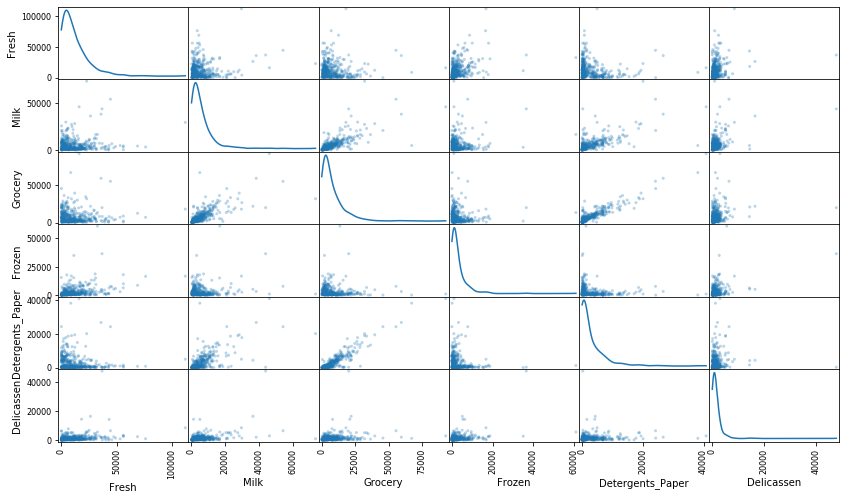 Fresh
100000
50000
0
Milk
50000
0
Grocery
50000
0
Frozen
50000
25000
0
Detergents_Paper
40000
20000
0
Delicassen
40000
20000
0
0 50000 100000
0 20000 40000 60000
0 25000 50000 75000
0 20000 40000 60000
0 20000 40000
0 20000 40000
Fresh Milk Grocery Frozen Detergents_Paper Delicassen